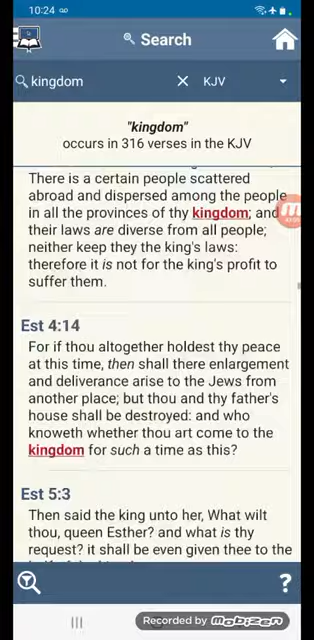 10:24
Search
kingdom
KJV
"kingdom"
occurs in 316 verses in the KJV
There is a certain people scattered
abroad and dispersed among the people
in all the provinces of thy kingdom; and
their laws are diverse from all people;
neither keep they the king's laws:
therefore it is not for the king's profit to
suffer them.
Est 4:14
For if thou altogether holdest thy peace
at this time, then shall there enlargement
and deliverance arise to the Jews from
another place; but thou and thy father's
house shall be destroyed: and who
knoweth whether thou art come to the
kingdom for such a time as this?
Est 5:3
Then said the king unto her, What wilt
thou, queen Esther? and what is thy
request? it shall be even given thee to the
?
Recorded by mobizen